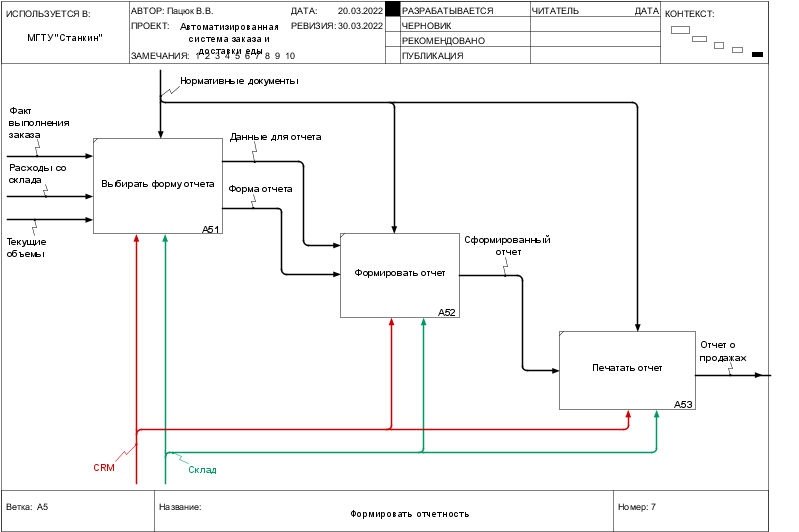 ИСПОЛЬЗУЕТСЯ В:
МГТУ"Станкин"
АВТОР: Пацюк В.В.
ДАТА: 20.03.2022
ПРОЕКТ: Автоматизированная
система заказа и
доставки еды
РЕВИЗИЯ: 30.03.2022
ЗАМЕЧАНИЯ: 1 2 3 4 5 6 7 8 9 10
РАЗРАБАТЫВАЕТСЯ
ЧЕРНОВИК
РЕКОМЕНДОВАНО
ПУБЛИКАЦИЯ
ЧИТАТЕЛЬ
ДАТА
КОНТЕКСТ:
Нормативные документы
Факт
выполнения
заказа
Расходы со
склада
Текущие
объемы
Выбирать форму отчета
A51
Данные для отчета
Форма отчета
Формировать отчет
A52
Сформированный
отчет
Печатать отчет
A53
Отчет о
продажах
CRM
Склад
Ветка: A5
Название:
Формировать отчетность
Номер: 7